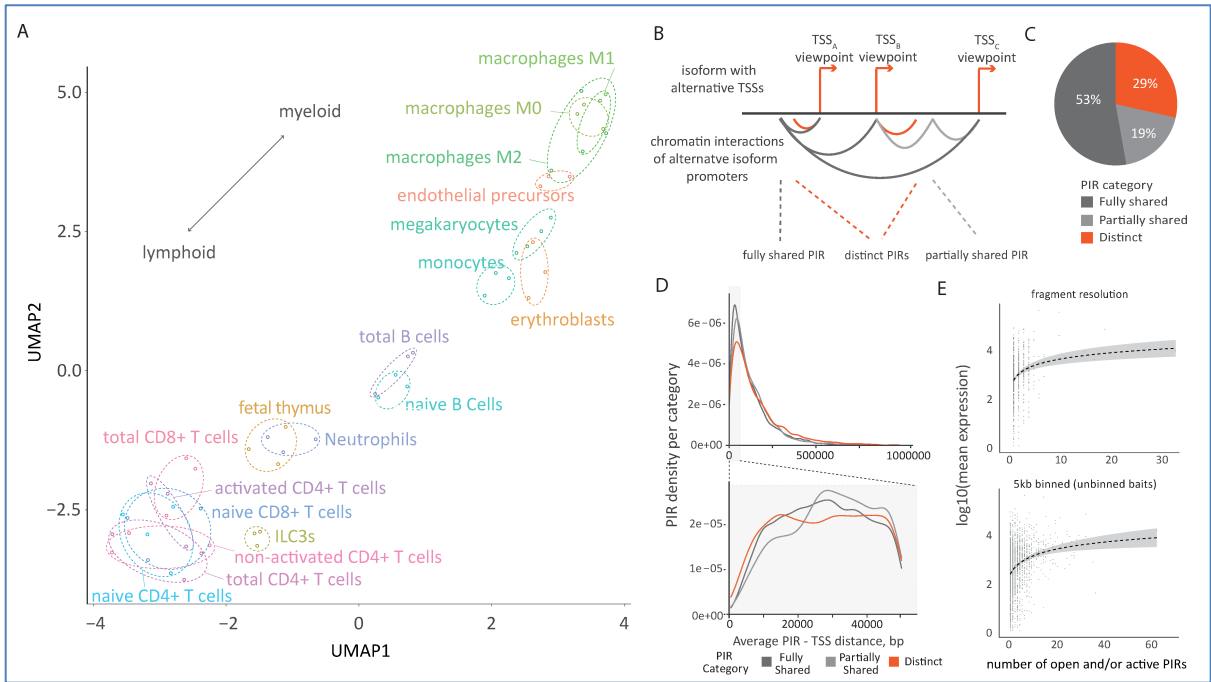 A
macrophages M1
macrophages M0
macrophages M2
endothelial precursors
megakaryocytes
monocytes
erythroblasts
total B cells
naive B Cells
fetal thymus
Neutrophils
total CD8+ T cells
activated CD4+ T cells
naive CD8+ T cells
ILC3s
non-activated CD4+ T cells
total CD4+ T cells
naive CD4+ T cells
myeloid
lymphoid
5.0
2.5
0.0
−2.5
UMAP2
−4
−2
0
2
4
UMAP1
B
TSSA
viewpoint
TSSB
viewpoint
TSSC
viewpoint
isoform with
alternative TSSs
chromatin interactions
of alternative isoform
promoters
fully shared PIR
distinct PIRs
partially shared PIR
C
53%
29%
19%
PIR category
Fully shared
Partially shared
Distinct
D
PIR density per category
6e−06
4e−06
2e−06
0e+00
0
500000
1000000
2e−05
1e−05
0e+00
0
20000
40000
Average PIR - TSS distance, bp
PIR
Category
Fully
Shared
Partially
Shared
Distinct
E
fragment resolution
log10(mean expression)
4
2
0
0
10
20
30
5kb binned (unbinned baits)
4
2
0
0
20
40
60
number of open and/or active PIRs